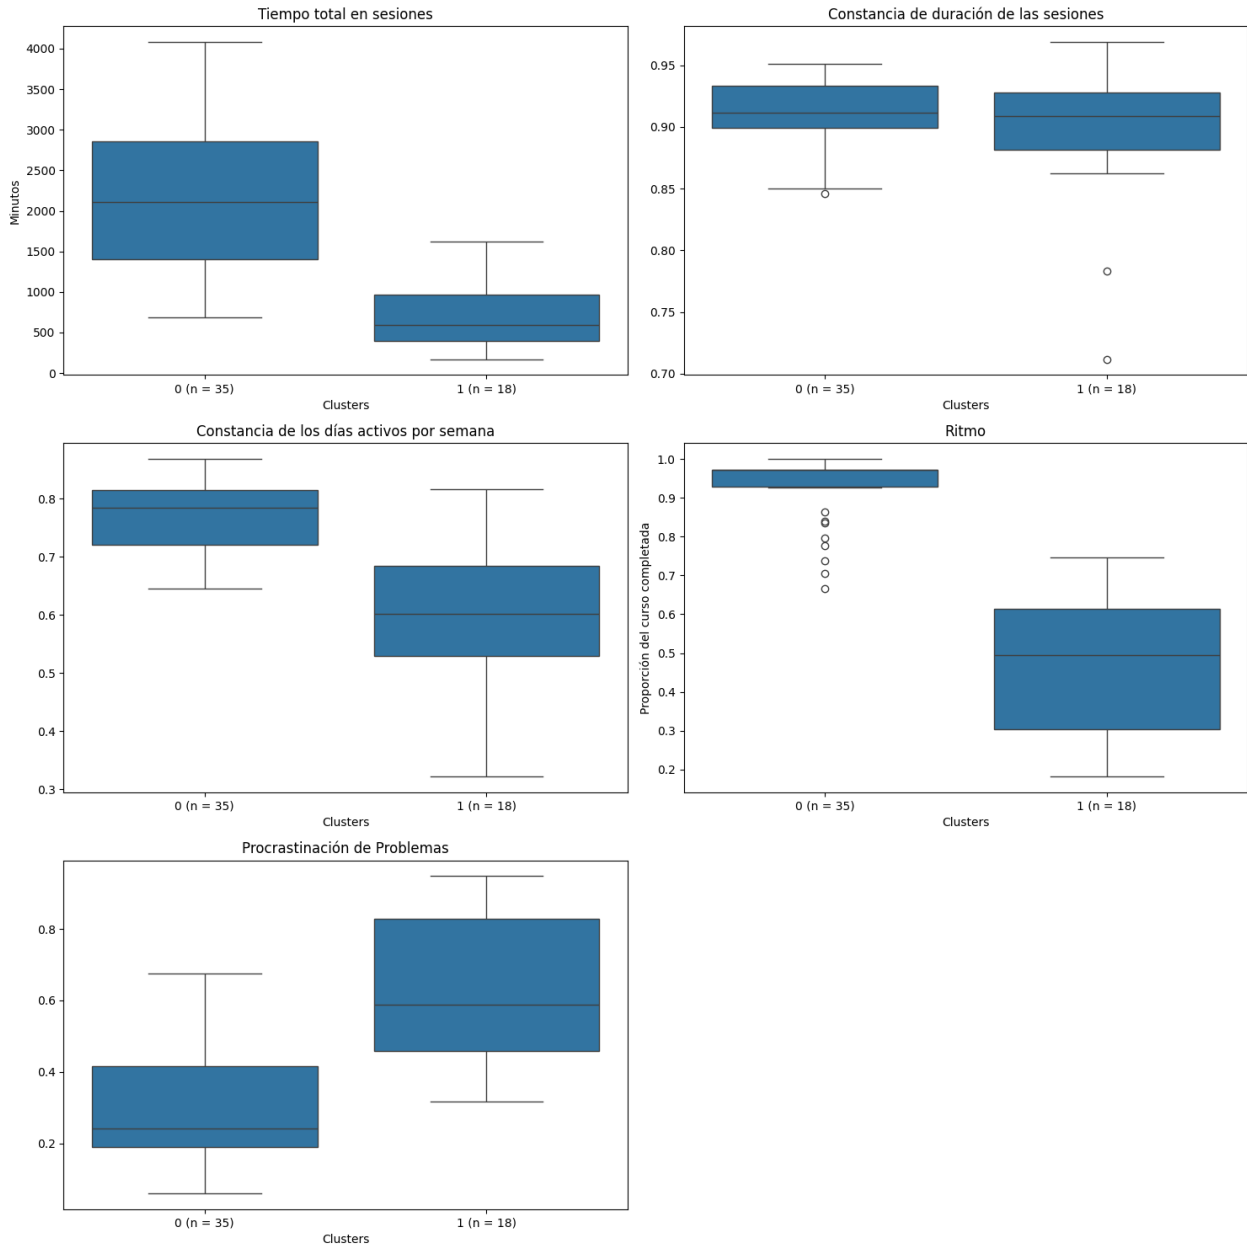 Tiempo total en sesiones
Minutos
4000
3500
3000
2500
2000
1500
1000
500
0
0 (n = 35)
1 (n = 18)
Clusters
Constancia de duración de las sesiones
0.95
0.90
0.85
0.80
0.75
0.70
0 (n = 35)
1 (n = 18)
Clusters
Constancia de los días activos por semana
0.8
0.7
0.6
0.5
0.4
0.3
0 (n = 35)
1 (n = 18)
Clusters
Ritmo
Proporción del curso completada
1.0
0.9
0.8
0.7
0.6
0.5
0.4
0.3
0.2
0 (n = 35)
1 (n = 18)
Clusters
Procrastinación de Problemas
0.8
0.6
0.4
0.2
0 (n = 35)
1 (n = 18)
Clusters